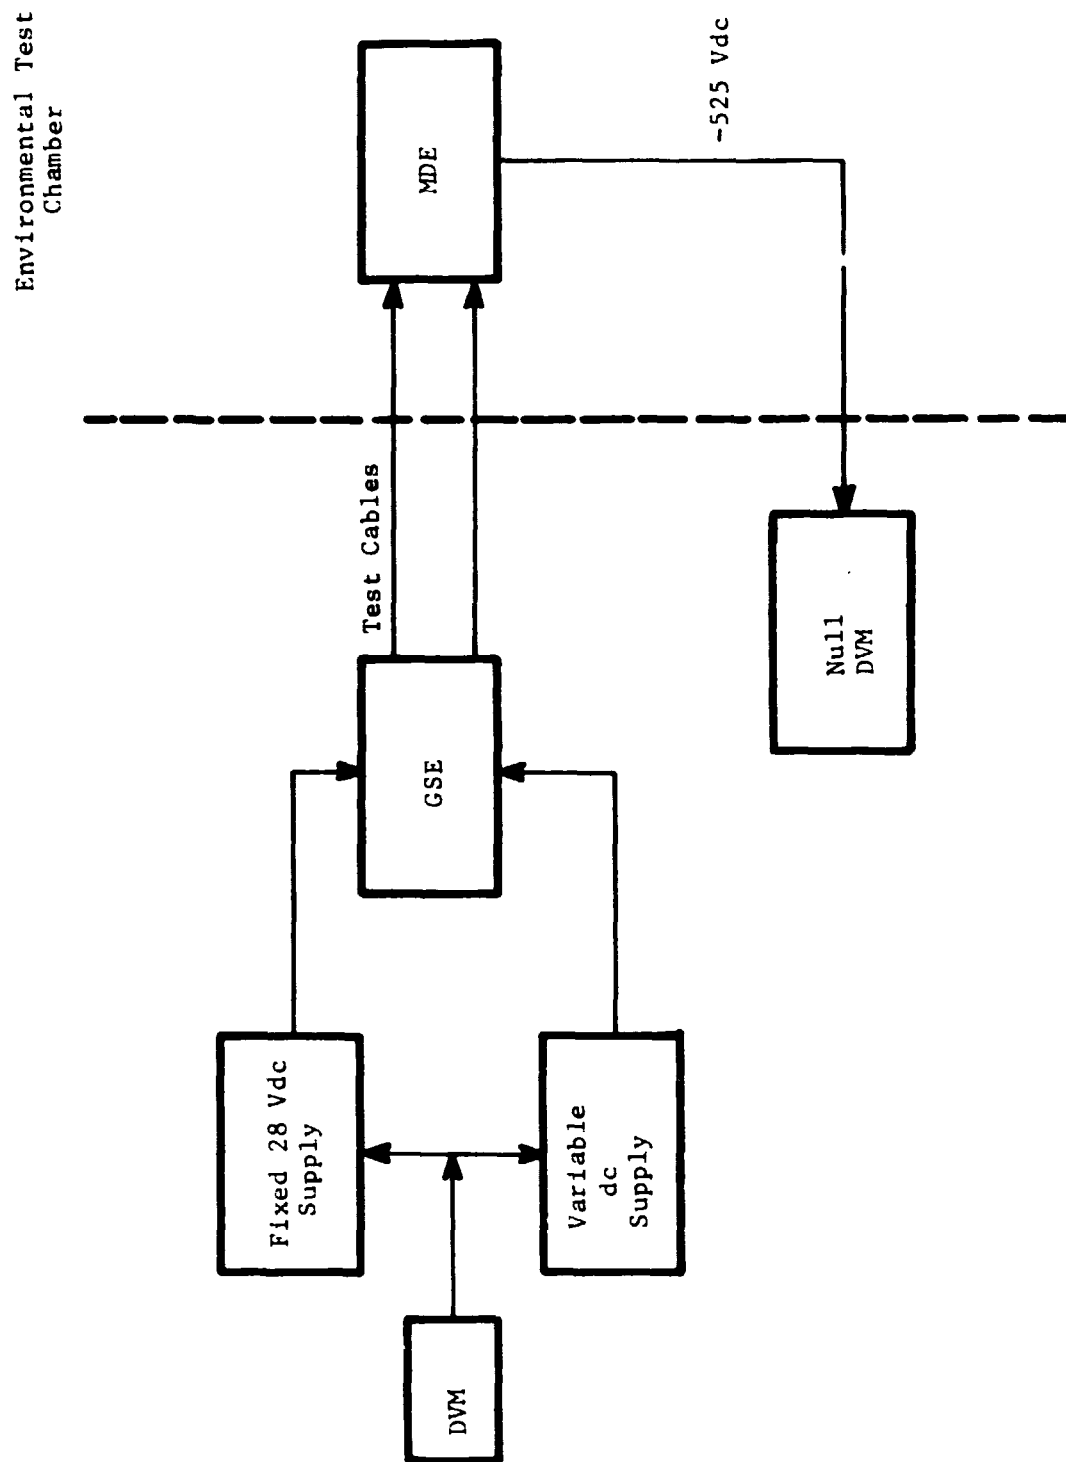 Environmental Test
Chamber
MDE
-525 Vdc
Test Cables
GSE
Null
DVM
Fixed 28 Vdc
Supply
Variable
dc
Supply
DVM